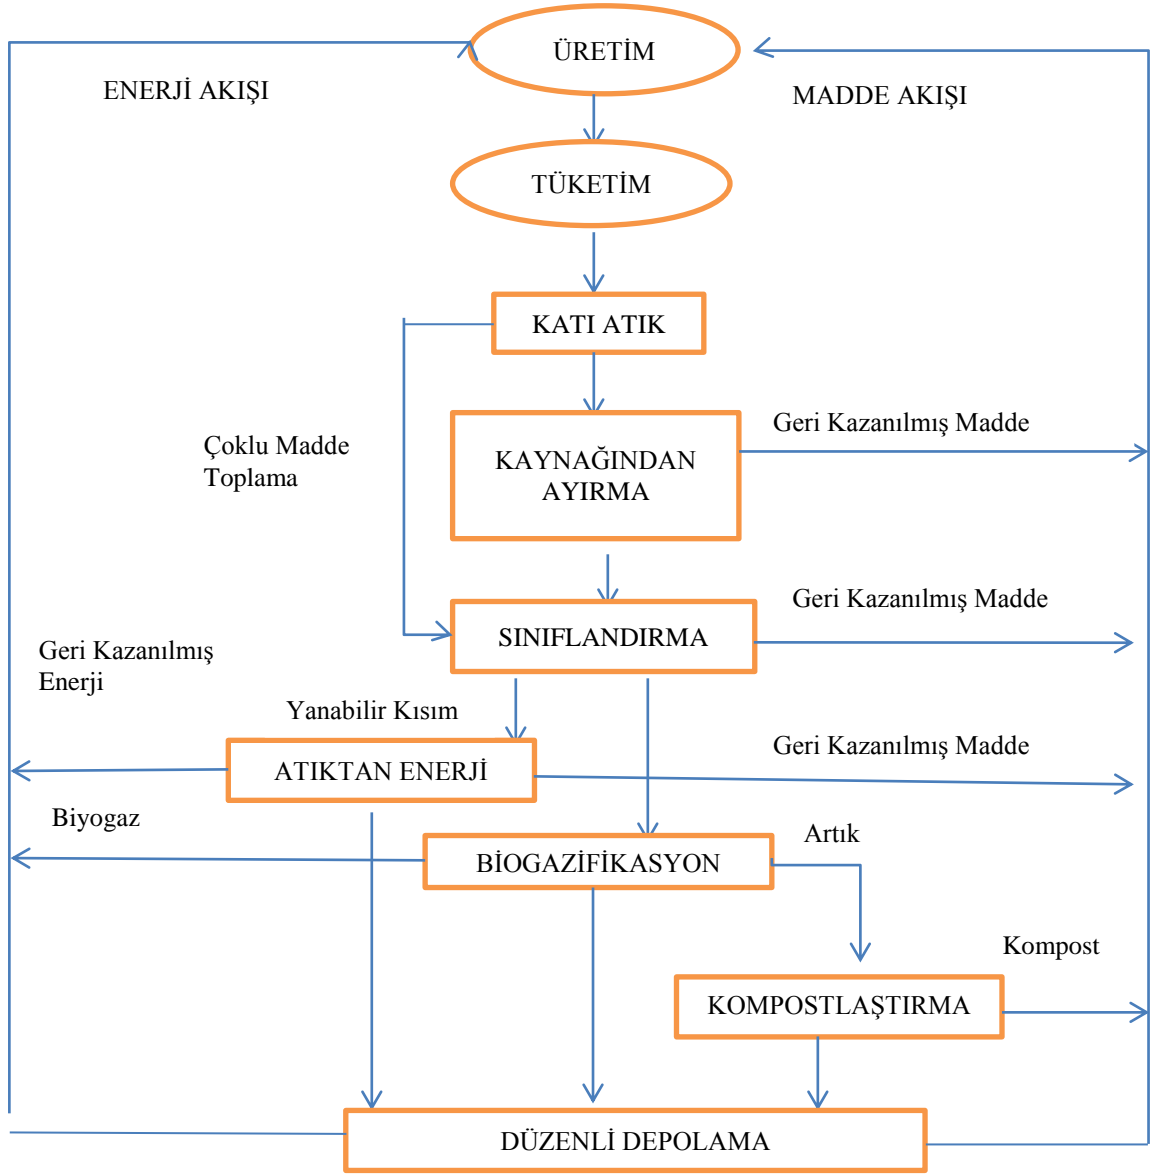 ÜRETİM
ENERJİ AKIŞI
MADDE AKIŞI
TÜKETİM
KATI ATIK
Geri Kazanılmış Madde
Çoklu Madde
Toplama
KAYNAĞINDAN
AYIRMA
Geri Kazanılmış Madde
SINIFLANDIRMA
Geri Kazanılmış
Enerji
Yanabilir Kısım
Geri Kazanılmış Madde
ATIKTAN ENERJİ
Biyogaz
Artık
BİOGAZİFİKASYON
Kompost
KOMPOSTLAŞTIRMA
DÜZENLİ DEPOLAMA